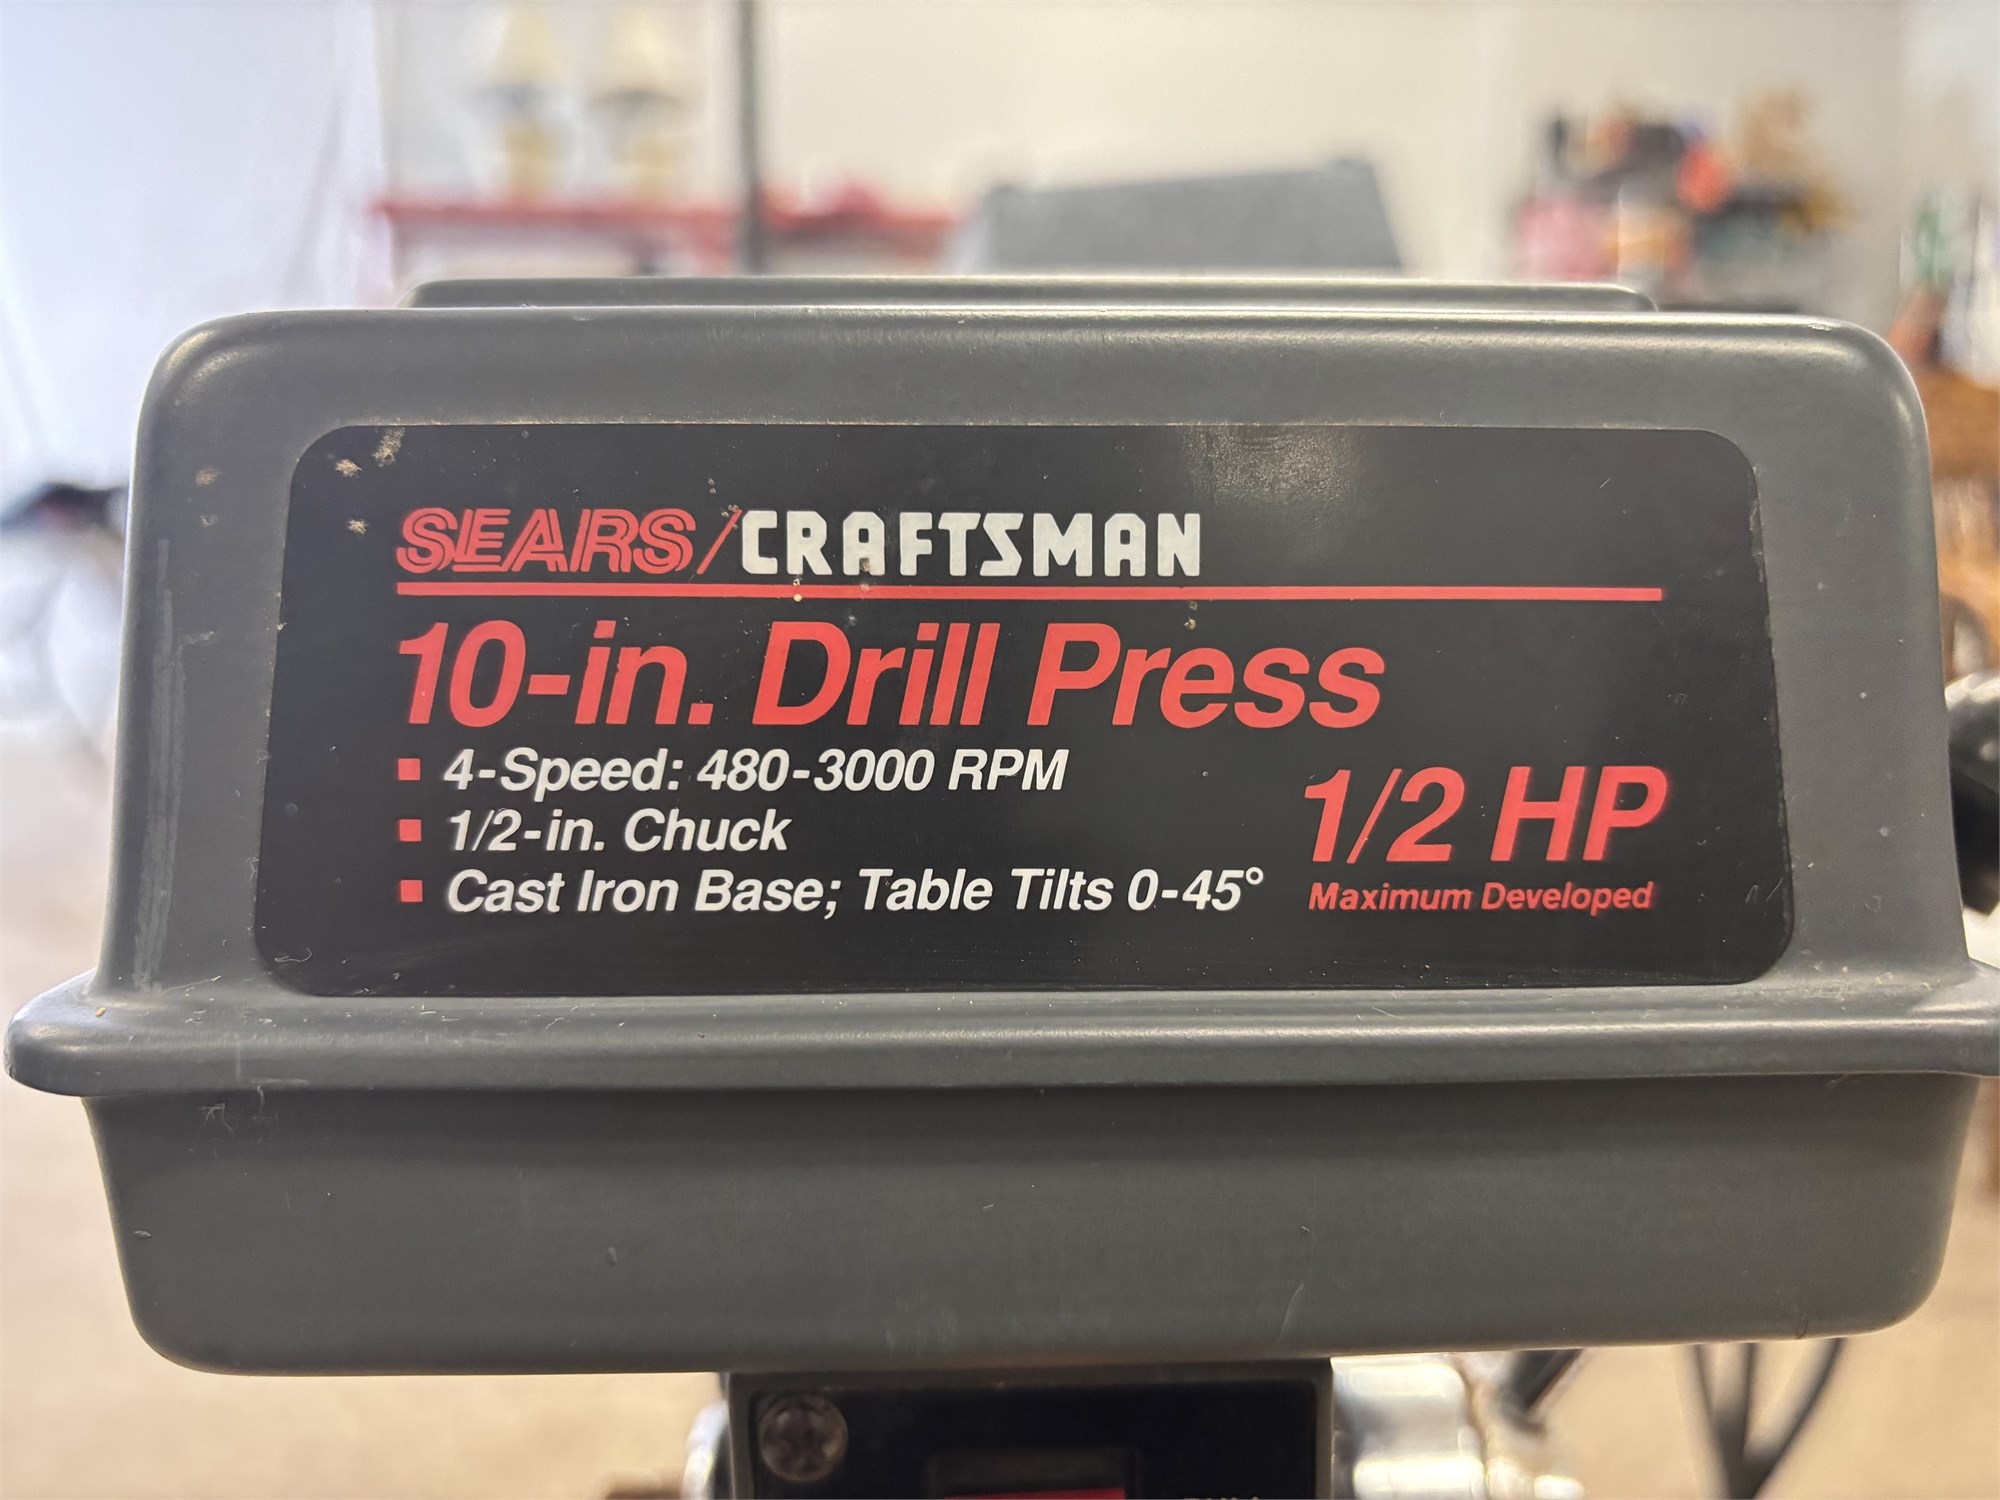 SEARS/CRAFTSMAN
10-in. Drill Press
4-Speed: 480-3000 RPM
1/2-in. Chuck
Cast Iron Base; Table Tilts 0-45°
1/2 HP
Maximum Developed